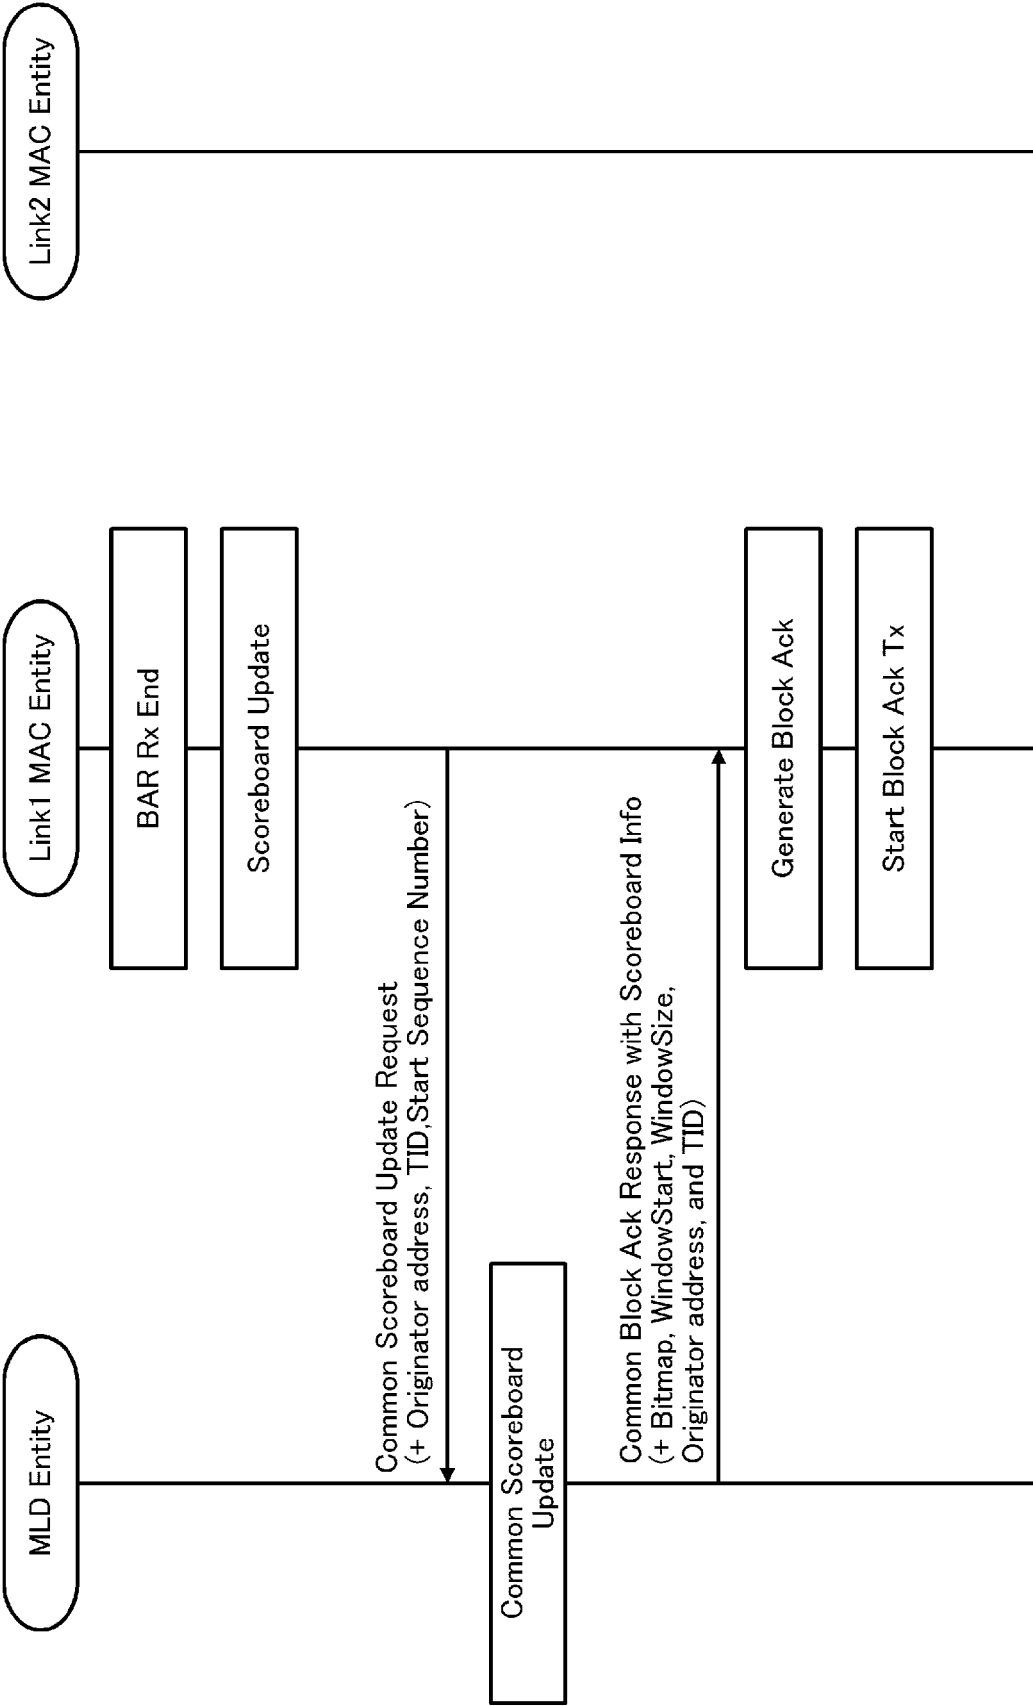 MLD Entity
Link1 MAC Entity
Link2 MAC Entity
BAR Rx End
Scoreboard Update
Common Scoreboard Update Request
(+ Originator address, TID,Start Sequence Number)
Common Scoreboard
Update
Common Block Ack Response with Scoreboard Info
(+ Bitmap, WindowStart, WindowSize,
Originator address, and TID)
Generate Block Ack
Start Block Ack Tx